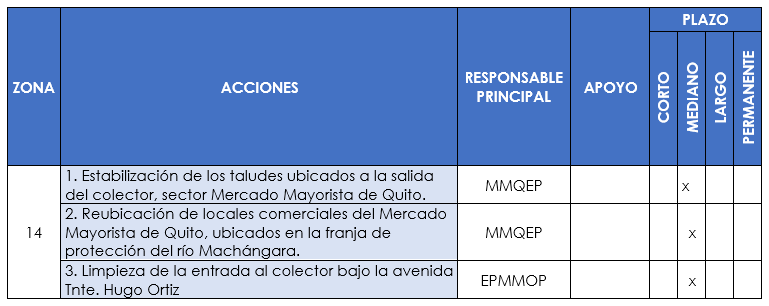 ZONA
ACCIONES
RESPONSABLE
PRINCIPAL
APOYO
PLAZO
CORTO
MEDIANO
LARGO
PERMANENTE
14
1. Estabilización de los taludes ubicados a la salida
del colector, sector Mercado Mayorista de Quito.
MMQEP
x
2. Reubicación de locales comerciales del Mercado
Mayorista de Quito, ubicados en la franja de
protección del río Machángara.
MMQEP
x
3. Limpieza de la entrada al colector bajo la avenida
Tnte. Hugo Ortiz
EPMMOP
x